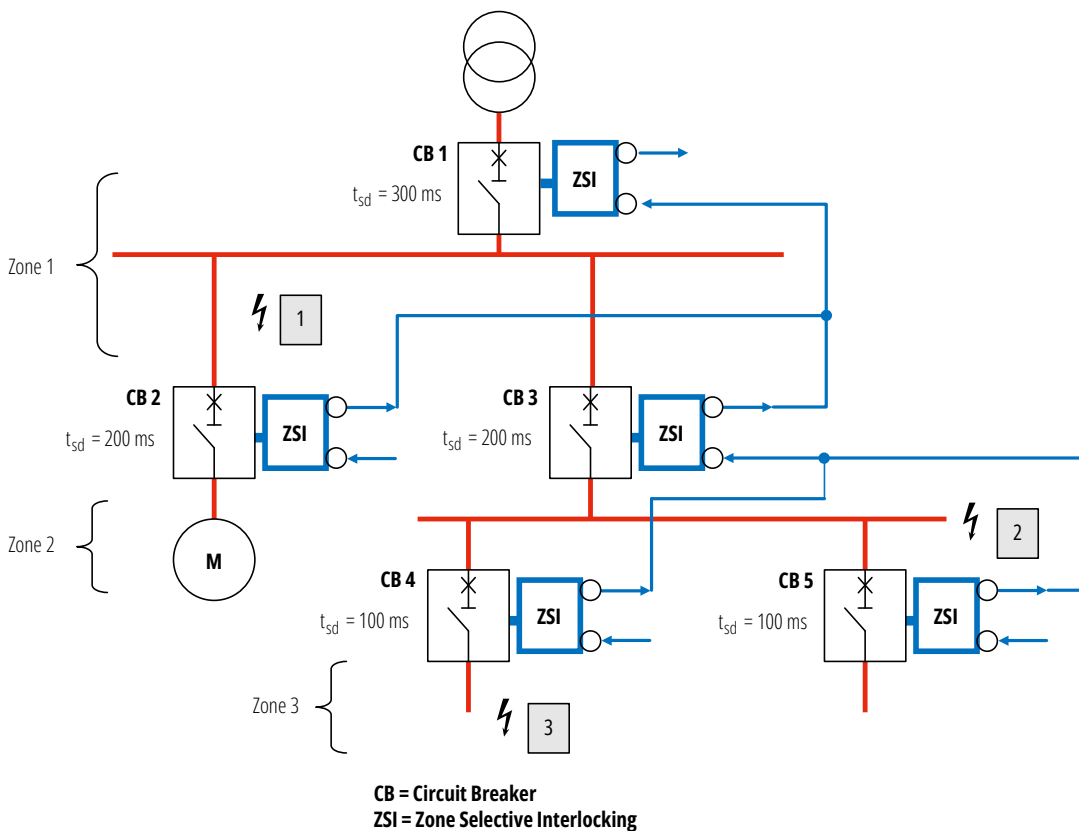 CB 1
ZSI
t_sd = 300 ms
Zone 1
1
CB 2
ZSI
t_sd = 200 ms
CB 3
ZSI
t_sd = 200 ms
Zone 2
M
2
CB 4
ZSI
t_sd = 100 ms
CB 5
ZSI
t_sd = 100 ms
Zone 3
3
CB = Circuit Breaker
ZSI = Zone Selective Interlocking